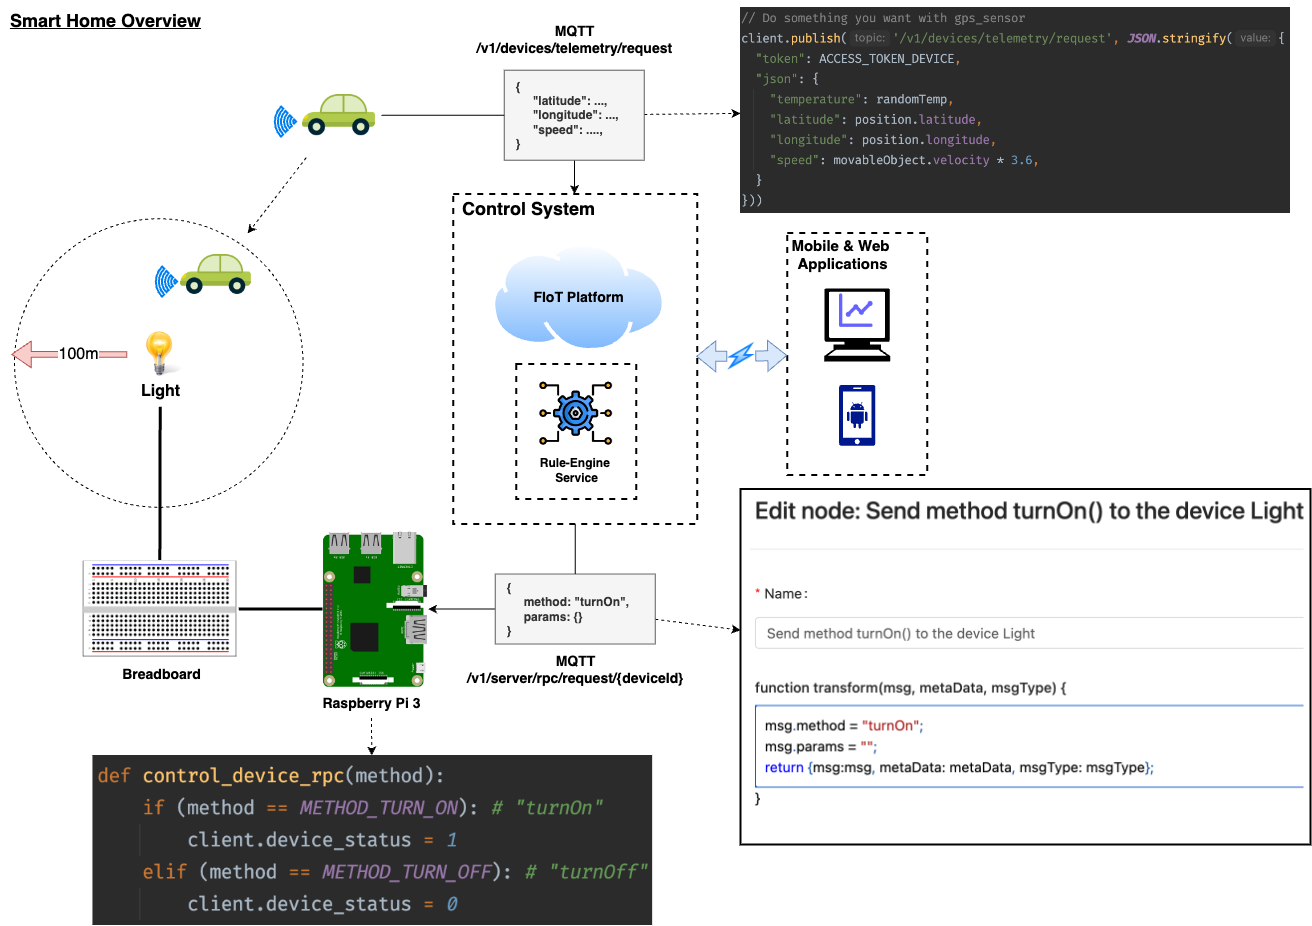 Smart Home Overview
MQTT
/v1/devices/telemetry/request
{
"latitude": ...,
"longitude": ...,
"speed": ....,
}
// Do something you want with gps_sensor
client.publish( topic: '/v1/devices/telemetry/request', JSON.stringify( value: {
"token": ACCESS_TOKEN_DEVICE,
"json": {
"temperature": randomTemp,
"latitude": position.latitude,
"longitude": position.longitude,
"speed": movableObject.velocity * 3.6,
}
}))
Control System
FIoT Platform
Rule-Engine
Service
Mobile & Web
Applications
100m
Light
Breadboard
Raspberry Pi 3
{
method: "turnOn",
params: {}
}
MQTT
/v1/server/rpc/request/{deviceId}
Edit node: Send method turnOn() to the device Light
* Name:
Send method turnOn() to the device Light
function transform(msg, metaData, msgType) {
msg.method = "turnOn";
msg.params = "";
return {msg:msg, metaData: metaData, msgType: msgType};
}
def control_device_rpc(method):
if (method == METHOD_TURN_ON): # "turnOn"
client.device_status = 1
elif (method == METHOD_TURN_OFF): # "turnOff"
client.device_status = 0